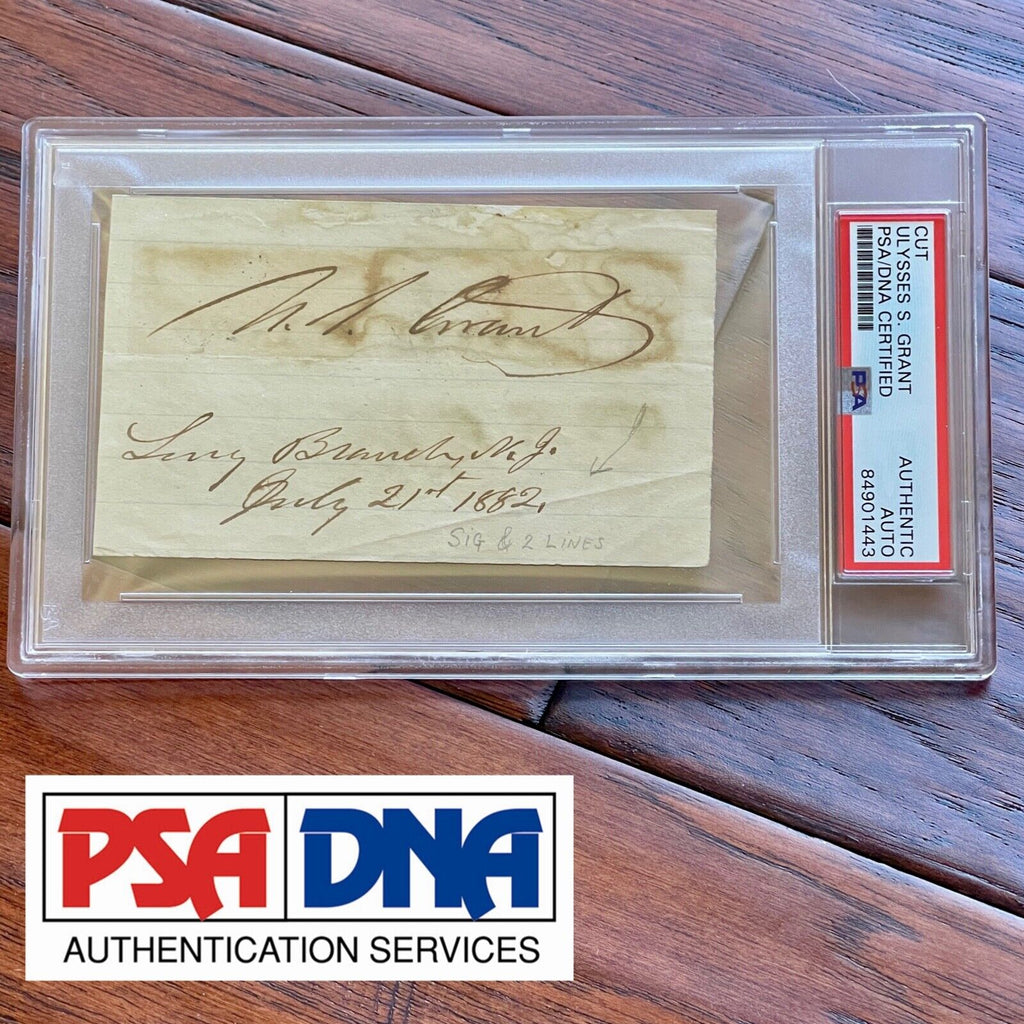 U. S. Grant
Long Branch, N. J.
July 21st 1882.
SIG & 2 LINES
CUT
ULYSSES S. GRANT
PSA/DNA CERTIFIED
AUTHENTIC
AUTO
84901443
PSA
PSA DNA
AUTHENTICATION SERVICES